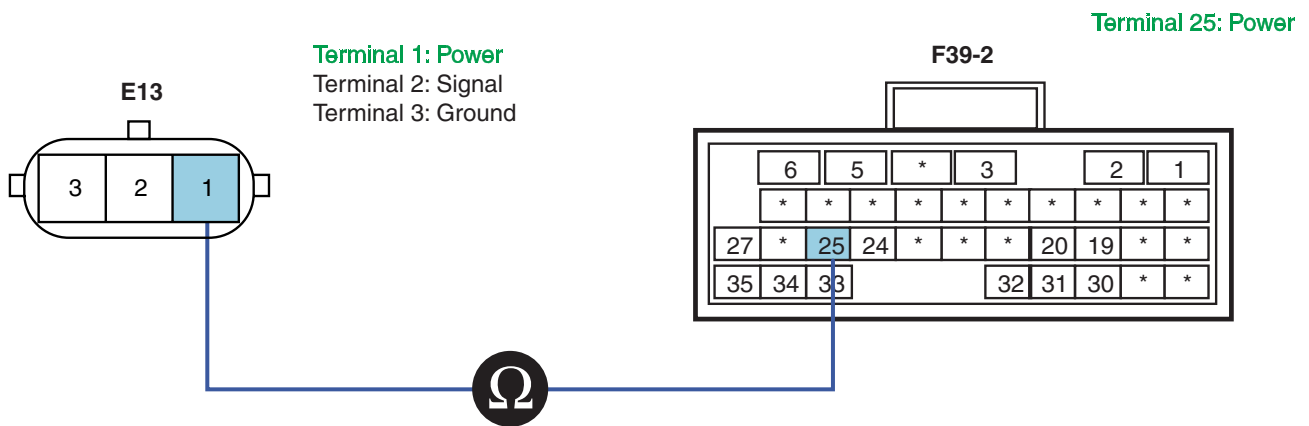 Terminal 25: Power
Terminal 1: Power
Terminal 2: Signal
Terminal 3: Ground
E13
F39-2
3 2 1
6 5 * 3 2 1
* * * * * * * * * *
27 * 25 24 * * * 20 19 * *
35 34 33 32 31 30 * *
Ω